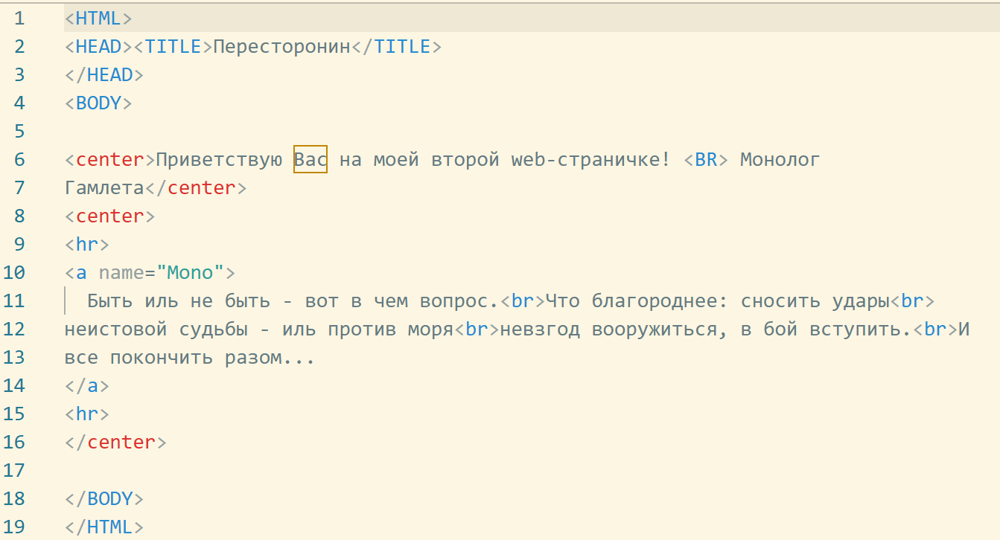 1 <HTML>
2 <HEAD><TITLE>Пересторонин</TITLE>
3 </HEAD>
4 <BODY>
5
6 <center>Приветствую Вас на моей второй web-страничке! <BR> Монолог
7 Гамлета</center>
8 <center>
9 <hr>
10 <a name="Mono">
11 Быть иль не быть - вот в чем вопрос.<br>Что благороднее: сносить удары<br>
12 неистовой судьбы - иль против моря<br>невзгод вооружиться, в бой вступить.<br>И
13 все покончить разом...
14 </a>
15 <hr>
16 </center>
17
18 </BODY>
19 </HTML>